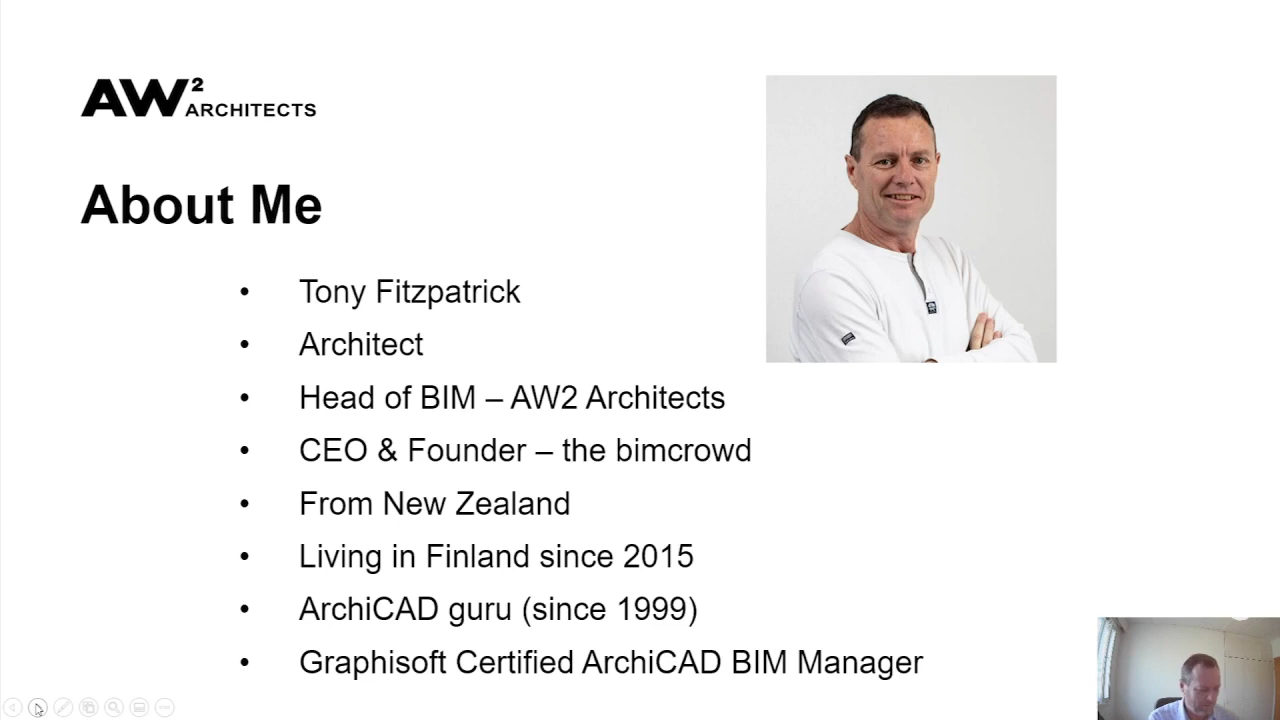 AW2 ARCHITECTS
About Me
• Tony Fitzpatrick
• Architect
• Head of BIM – AW2 Architects
• CEO & Founder – the bimcrowd
• From New Zealand
• Living in Finland since 2015
• ArchiCAD guru (since 1999)
• Graphisoft Certified ArchiCAD BIM Manager